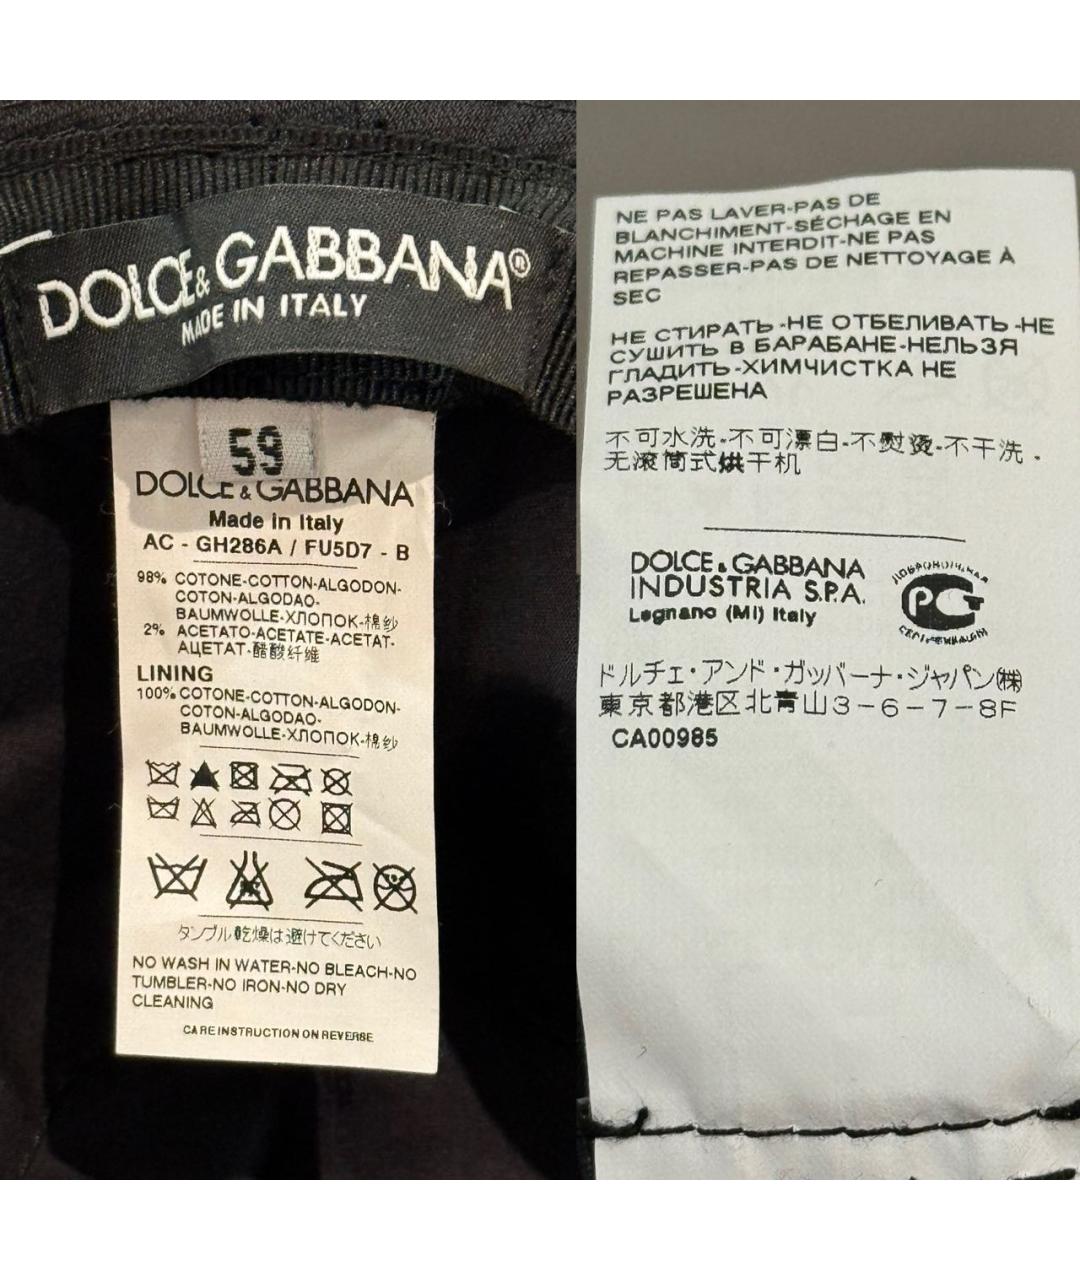 DOLCE & GABBANA®
MADE IN ITALY
59
DOLCE & GABBANA
Made in Italy
AC - GH286A / FU5D7 - B
98% COTONE-COTTON-ALGODON-
COTON-ALGODAO-
BAUMWOLLE-ХЛОПОК-棉纱
2% ACETATO-ACETATE-ACETAT-
АЦЕТАТ-醋酸纤维
LINING
100% COTONE-COTTON-ALGODON-
COTON-ALGODAO-
BAUMWOLLE-ХЛОПОК-棉纱
タンブル乾燥は避けてください
NO WASH IN WATER-NO BLEACH-NO
TUMBLER-NO IRON-NO DRY
CLEANING
CARE INSTRUCTION ON REVERSE
NE PAS LAVER-PAS DE
BLANCHIMENT-SÉCHAGE EN
MACHINE INTERDIT-NE PAS
REPASSER-PAS DE NETTOYAGE À
SEC
НЕ СТИРАТЬ-НЕ ОТБЕЛИВАТЬ-НЕ
СУШИТЬ В БАРАБАНЕ-НЕЛЬЗЯ
ГЛАДИТЬ-ХИМЧИСТКА НЕ
РАЗРЕШЕНА
不可水洗-不可漂白-不熨烫-不干洗-
无滚筒式烘干机
DOLCE & GABBANA
INDUSTRIA S.P.A.
Legnano (MI) Italy
РСТ
ドルチェ・アンド・ガッバーナ・ジャパン㈱
東京都港区北青山3-6-7-8F
CA00985